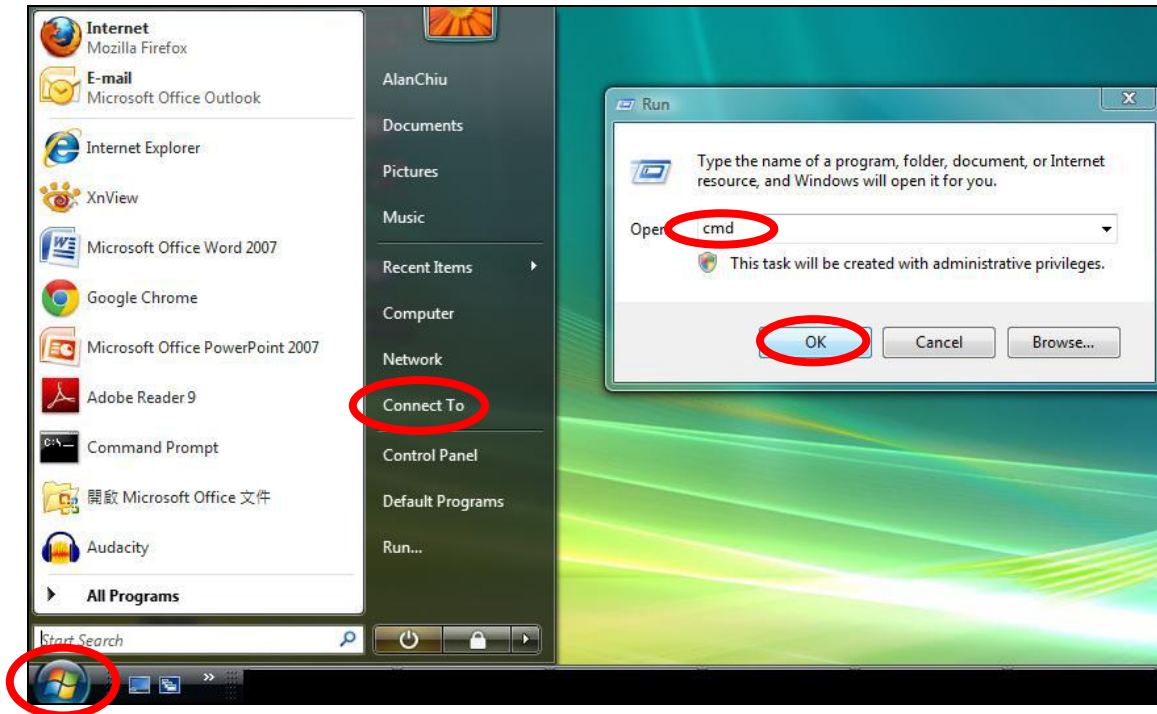 Internet
Mozilla Firefox
E-mail
Microsoft Office Outlook
Internet Explorer
XnView
Microsoft Office Word 2007
Google Chrome
Microsoft Office PowerPoint 2007
Adobe Reader 9
Command Prompt
開啟 Microsoft Office 文件
Audacity
All Programs
Start Search
AlanChiu
Documents
Pictures
Music
Recent Items
Computer
Network
Connect To
Control Panel
Default Programs
Run...
Run
Type the name of a program, folder, document, or Internet
resource, and Windows will open it for you.
Open
cmd
This task will be created with administrative privileges.
OK
Cancel
Browse...